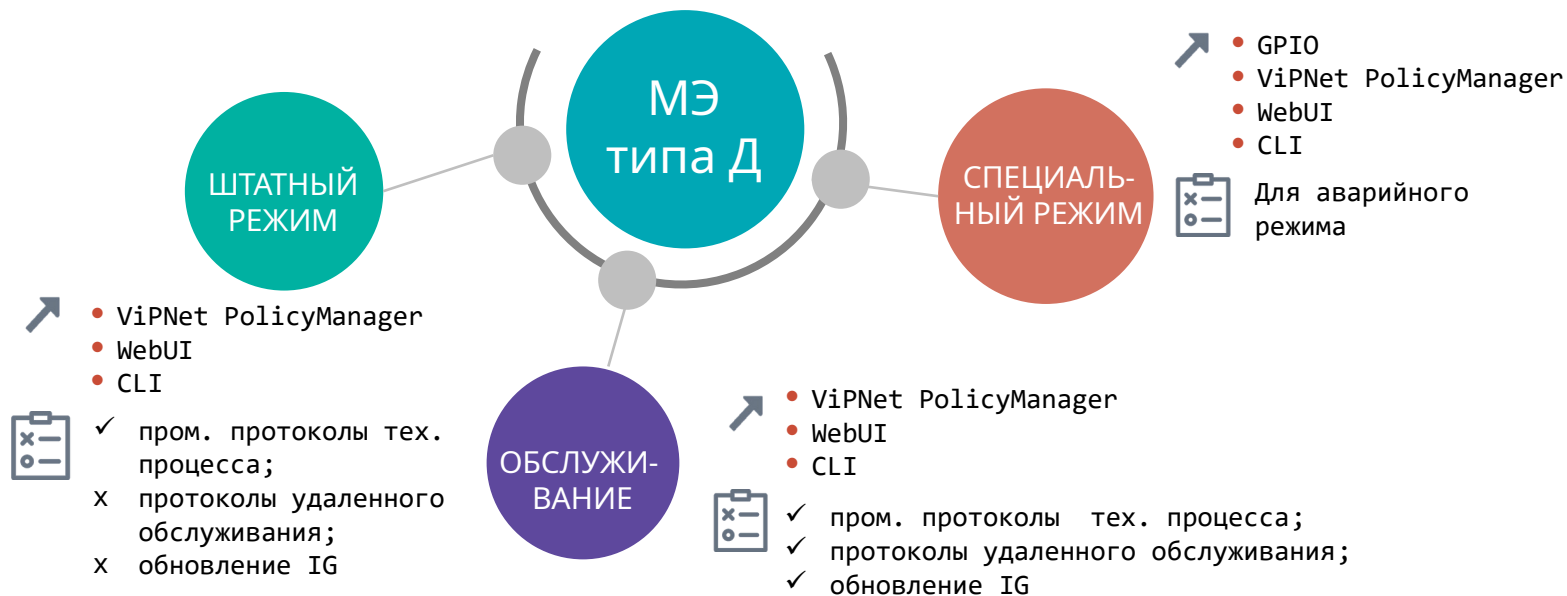 МЭ
типа Д
ШТАТНЫЙ
РЕЖИМ
• ViPNet PolicyManager
• WebUI
• CLI
✓ пром. протоколы тех.
процесса;
x протоколы удаленного
обслуживания;
x обновление IG
ОБСЛУЖИ-
ВАНИЕ
• ViPNet PolicyManager
• WebUI
• CLI
✓ пром. протоколы тех. процесса;
✓ протоколы удаленного обслуживания;
✓ обновление IG
СПЕЦИАЛЬ-
НЫЙ РЕЖИМ
• GPIO
• ViPNet PolicyManager
• WebUI
• CLI
Для аварийного
режима